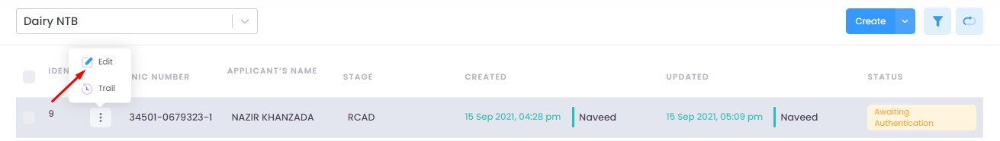 Dairy NTB
Create
Edit
Trail
IDEN
NIC NUMBER
APPLICANT'S NAME
STAGE
CREATED
UPDATED
STATUS
9
34501-0679323-1
NAZIR KHANZADA
RCAD
15 Sep 2021, 04:28 pm
Naveed
15 Sep 2021, 05:09 pm
Naveed
Awaiting
Authentication